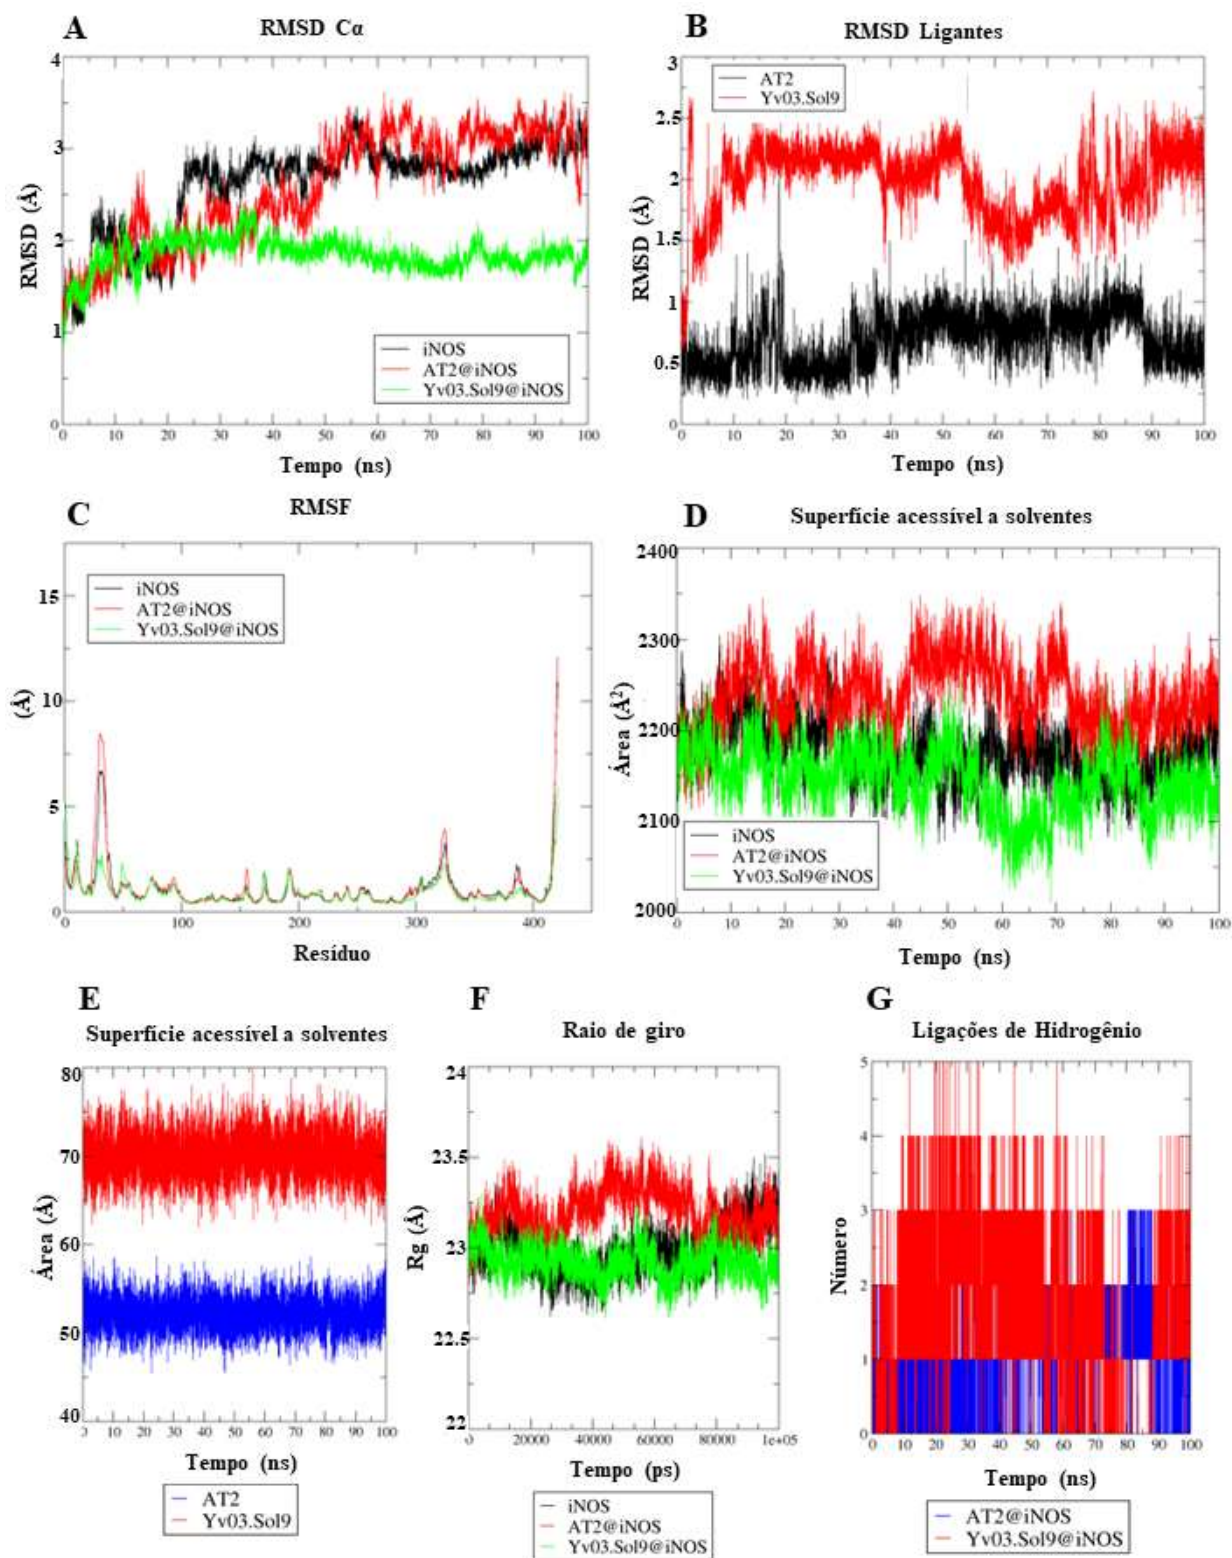 A
RMSD Cα
4
3
2
1
0
RMSD (Å)
iNOS
AT2@iNOS
Yv03.Sol9@iNOS
0 10 20 30 40 50 60 70 80 90 100
Tempo (ns)
B
RMSD Ligantes
3
2.5
2
1.5
1
0.5
0
RMSD (Å)
AT2
Yv03.Sol9
0 10 20 30 40 50 60 70 80 90 100
Tempo (ns)
C
RMSF
15
10
5
0
(Å)
iNOS
AT2@iNOS
Yv03.Sol9@iNOS
0 100 200 300 400
Resíduo
D
Superfície acessível a solventes
2400
2300
2200
2100
2000
Área (Å²)
iNOS
AT2@iNOS
Yv03.Sol9@iNOS
0 10 20 30 40 50 60 70 80 90 100
Tempo (ns)
E
Superfície acessível a solventes
80
70
60
50
40
Área (Å)
0 10 20 30 40 50 60 70 80 90 100
Tempo (ns)
AT2
Yv03.Sol9
F
Raio de giro
24
23.5
23
22.5
22
Rg (Å)
0 20000 40000 60000 80000 1e+05
Tempo (ps)
iNOS
AT2@iNOS
Yv03.Sol9@iNOS
G
Ligações de Hidrogênio
5
4
3
2
1
0
Número
0 10 20 30 40 50 60 70 80 90 100
Tempo (ns)
AT2@iNOS
Yv03.Sol9@iNOS